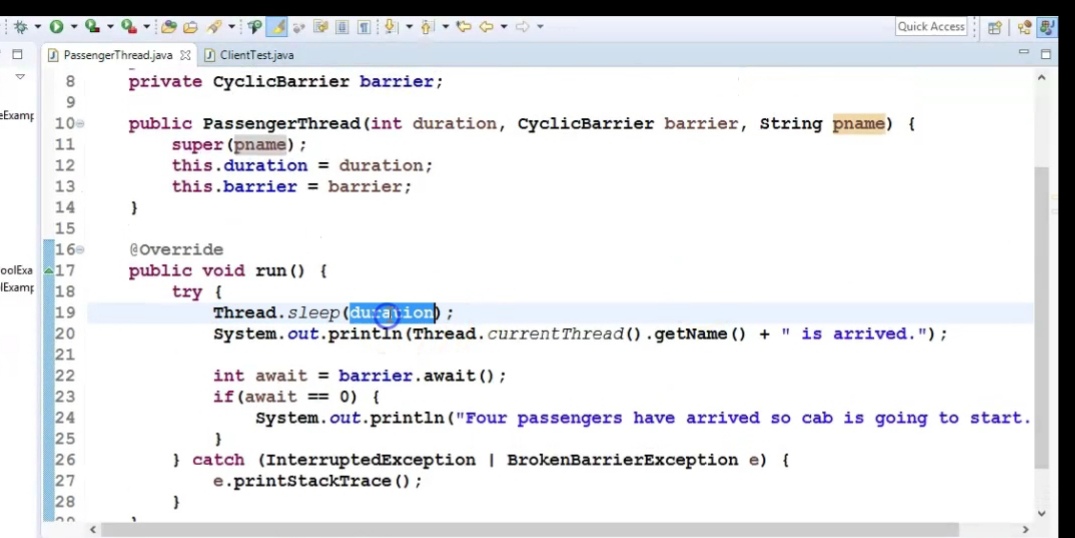 Quick Access
PassengerThread.java
ClientTest.java
eExamp
8 private CyclicBarrier barrier;
9
10 public PassengerThread(int duration, CyclicBarrier barrier, String pname) {
11 super(pname);
12 this.duration = duration;
13 this.barrier = barrier;
14 }
15
16 @Override
oolExa
17 public void run() {
lExamp
18 try {
19 Thread.sleep(duration);
20 System.out.println(Thread.currentThread().getName() + " is arrived.");
21
22 int await = barrier.await();
23 if(await == 0) {
24 System.out.println("Four passengers have arrived so cab is going to start.
25 }
26 } catch (InterruptedException | BrokenBarrierException e) {
27 e.printStackTrace();
28 }